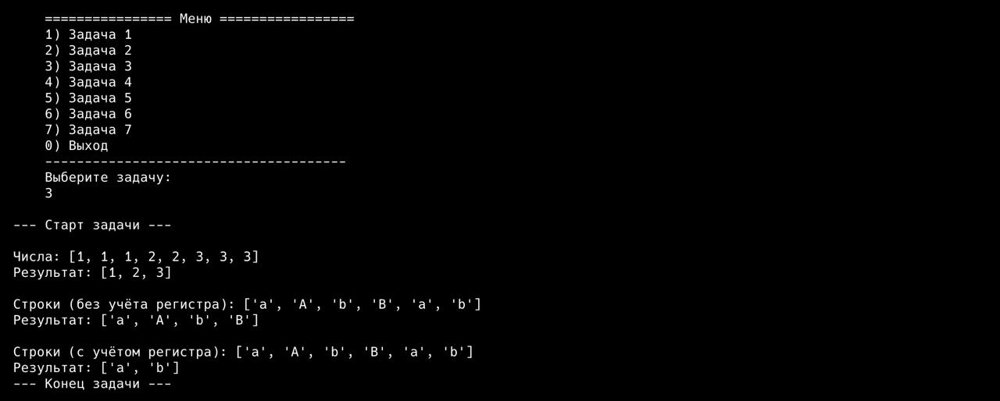 ================ Меню =================
1) Задача 1
2) Задача 2
3) Задача 3
4) Задача 4
5) Задача 5
6) Задача 6
7) Задача 7
0) Выход
--------------------------------------
Выберите задачу:
3
--- Старт задачи ---
Числа: [1, 1, 1, 2, 2, 3, 3, 3]
Результат: [1, 2, 3]
Строки (без учёта регистра): ['a', 'A', 'b', 'B', 'a', 'b']
Результат: ['a', 'A', 'b', 'B']
Строки (с учётом регистра): ['a', 'A', 'b', 'B', 'a', 'b']
Результат: ['a', 'b']
--- Конец задачи ---